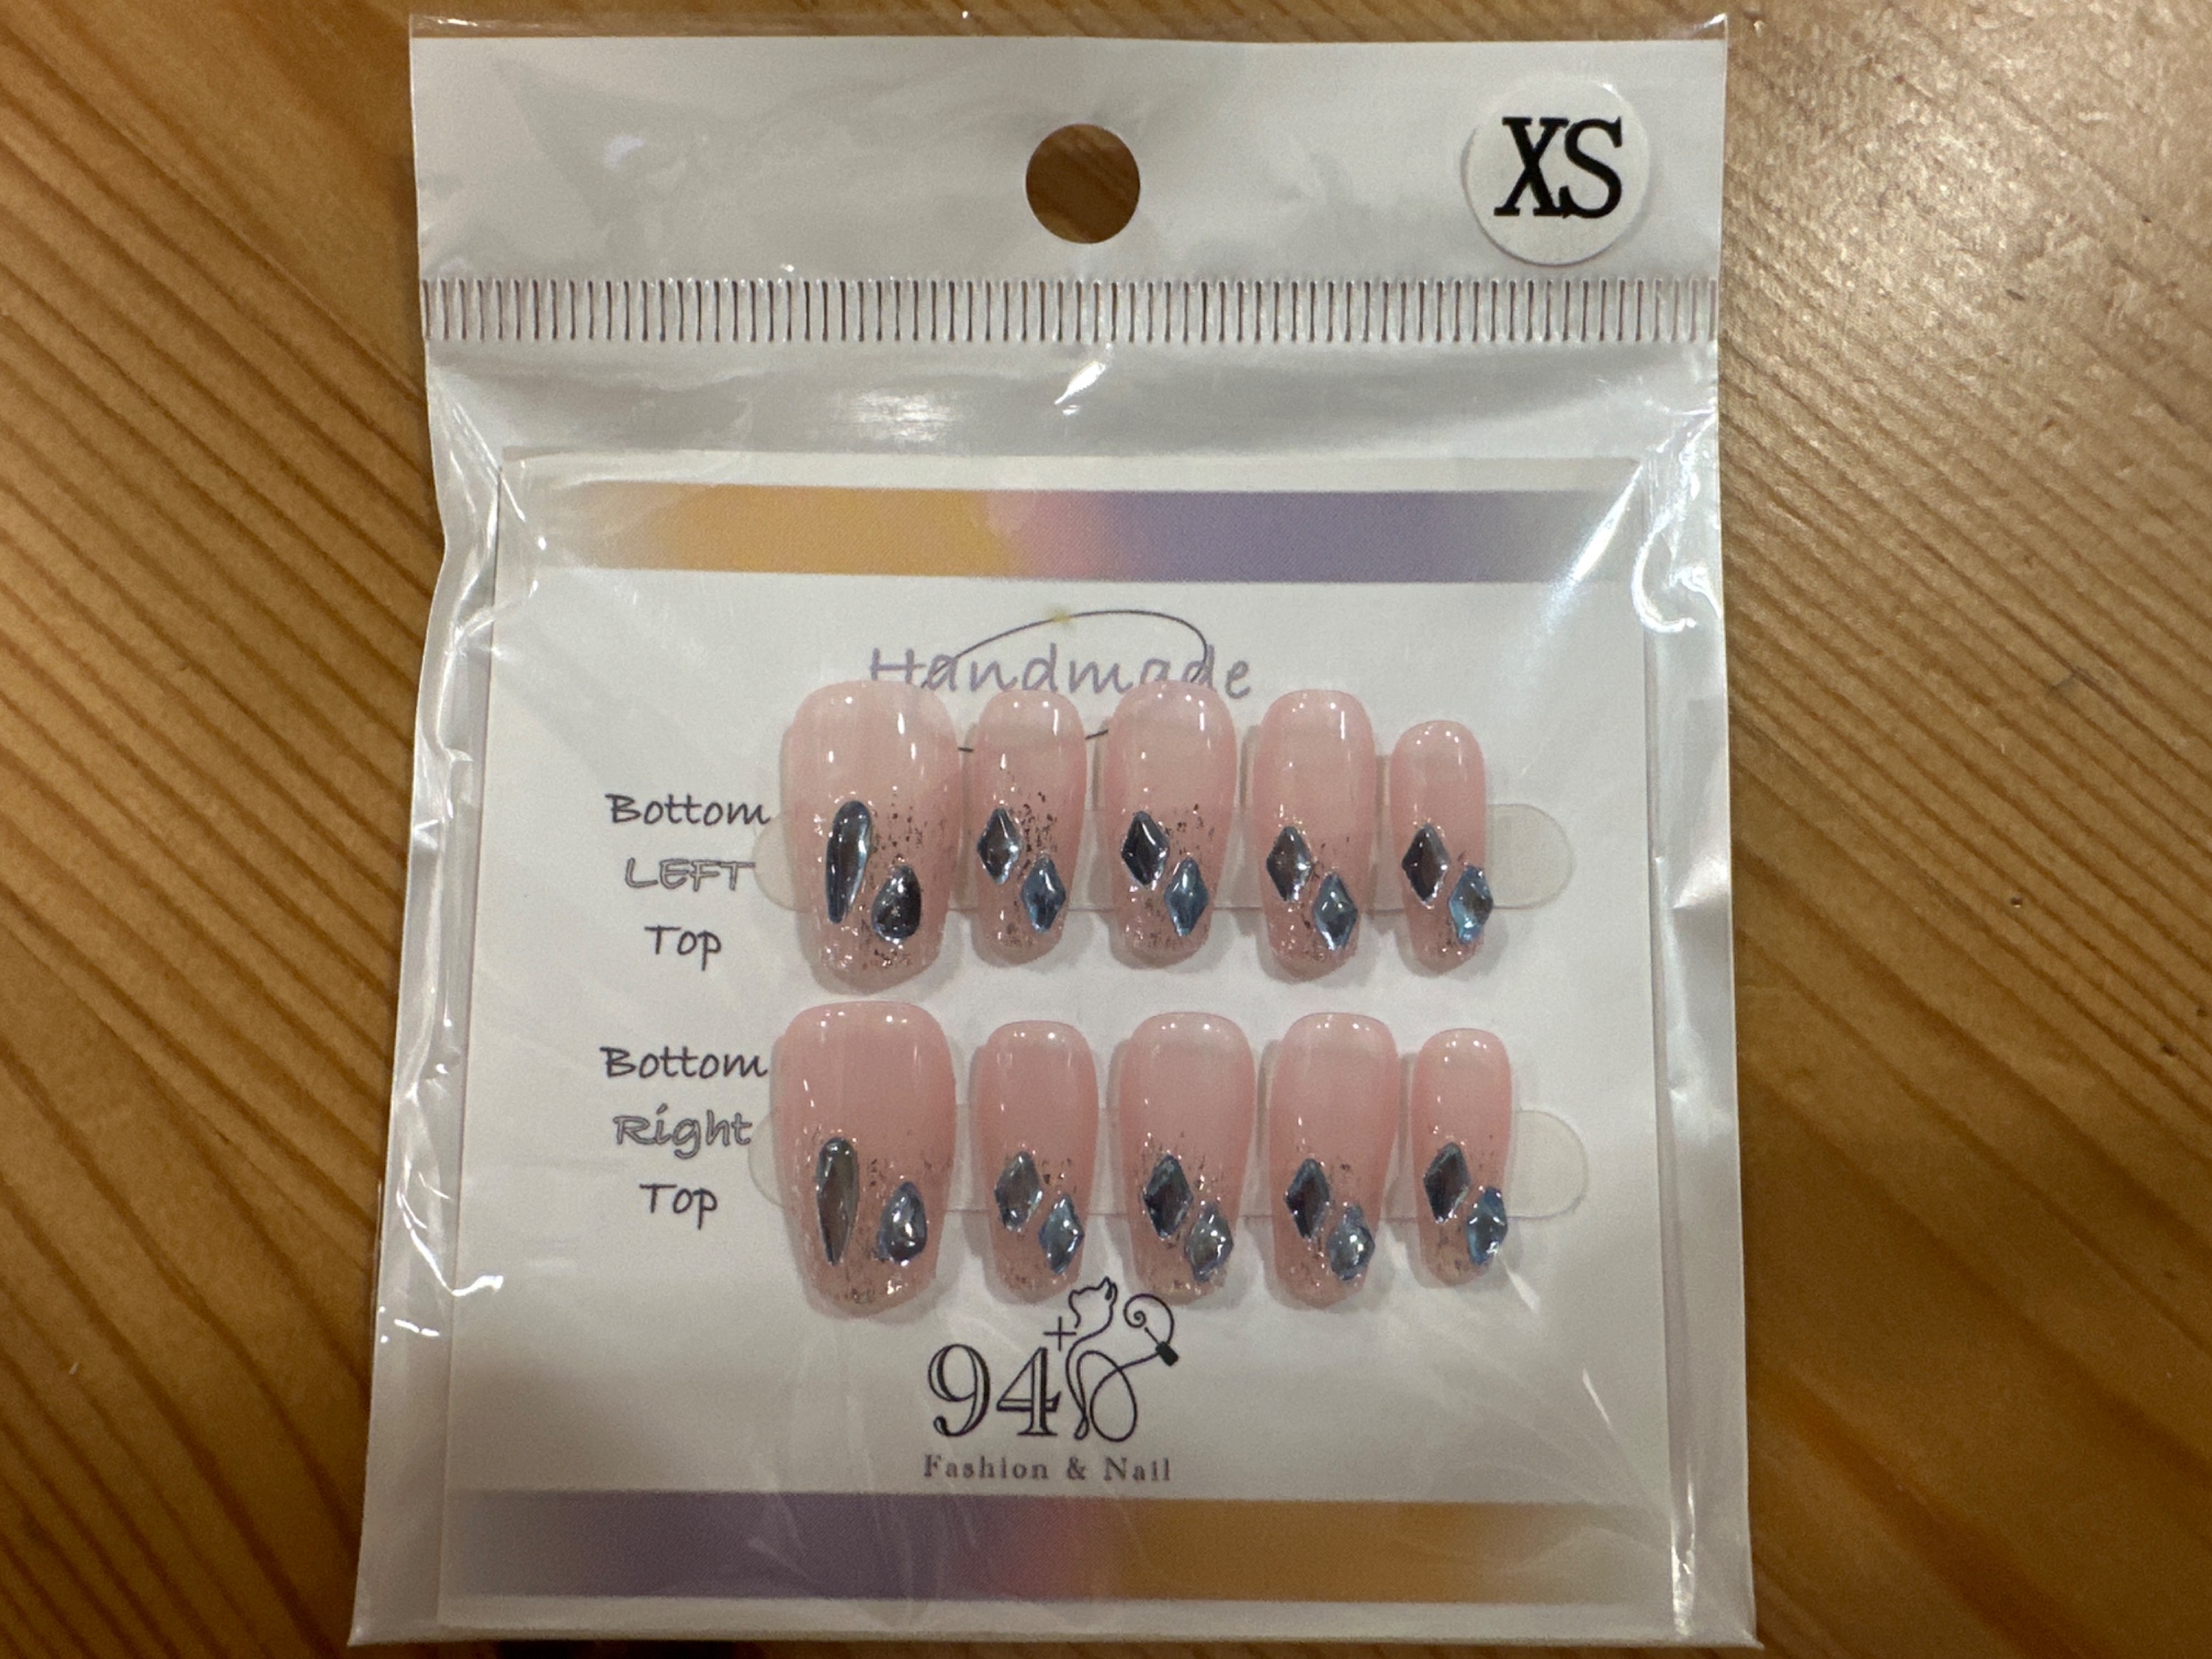 XS
Handmade
Bottom
LEFT
Top
Bottom
Right
Top
94+
Fashion & Nail